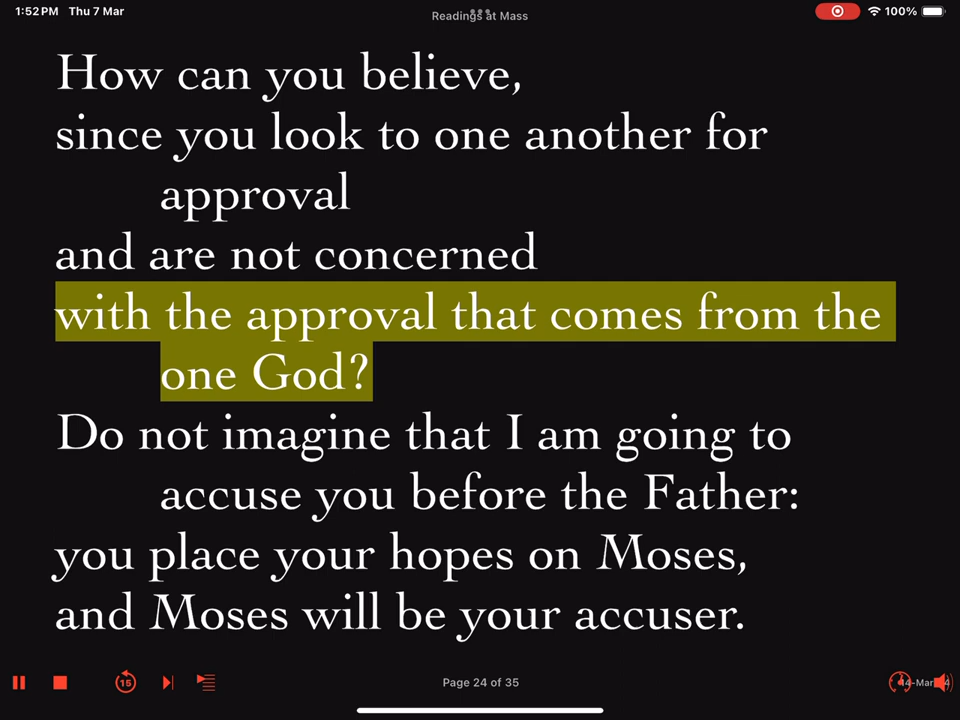 1:52PM Thu 7 Mar
Readings at Mass
100%
How can you believe,
since you look to one another for
approval
and are not concerned
with the approval that comes from the
one God?
Do not imagine that I am going to
accuse you before the Father:
you place your hopes on Moses,
and Moses will be your accuser.
15
Page 24 of 35